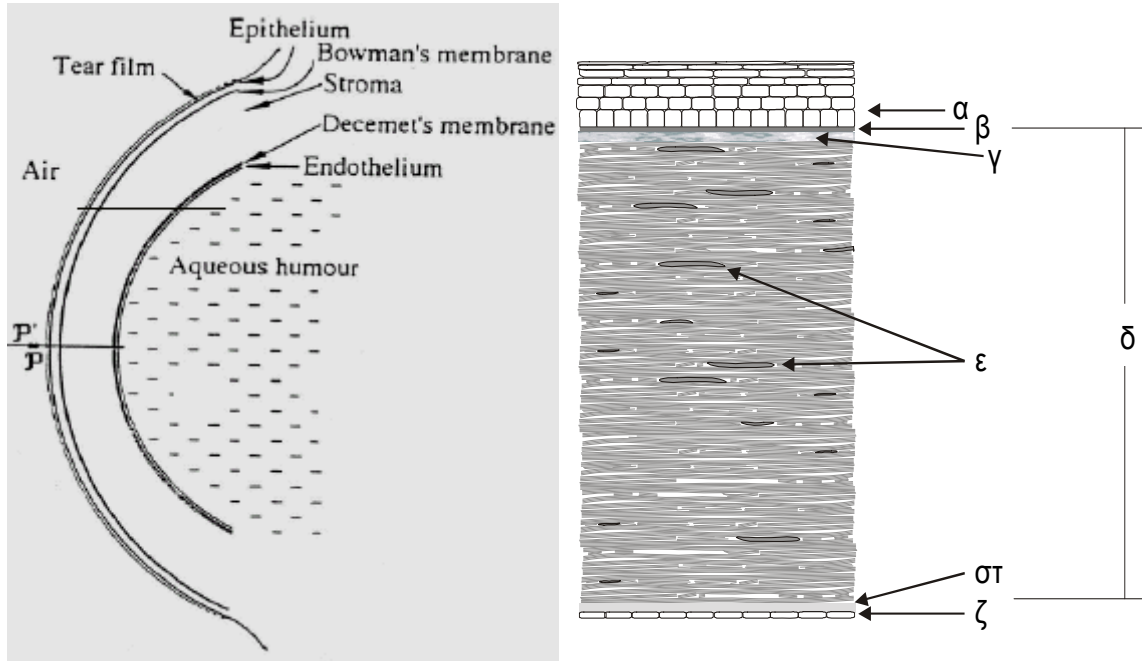 Epithelium
Bowman's membrane
Tear film
Stroma
Decemet's membrane
Air
Endothelium
Aqueous humour
P'
P
α
β
γ
δ
ε
στ
ζ